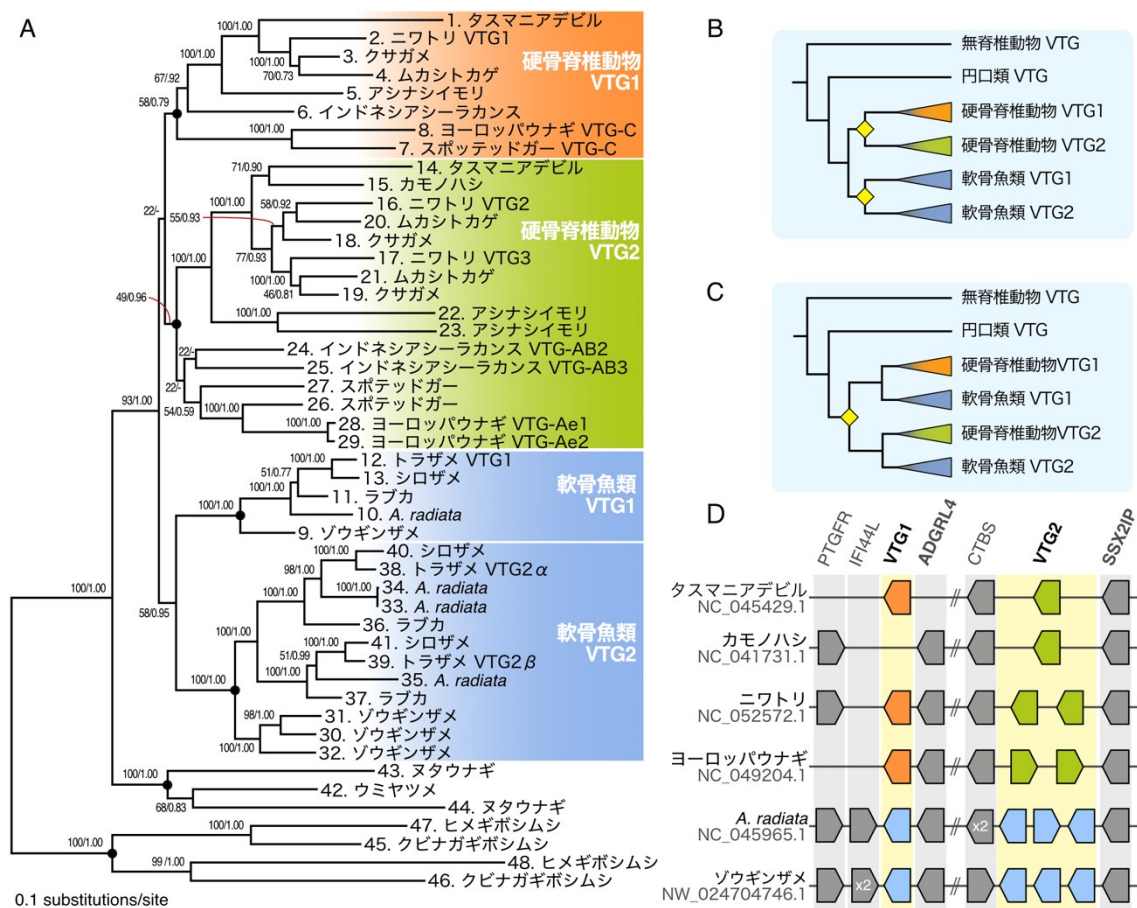 A
100/1.00
1. タスマニアデビル
100/1.00
2. ニワトリ VTG1
100/1.00
3. クサガメ
70/0.73
4. ムカシトカゲ
67/.92
100/1.00
5. アシナシイモリ
58/0.79
6. インドネシアシーラカンス
8. ヨーロッパウナギ VTG-C
100/1.00
7. スポッテッドガー VTG-C
硬骨脊椎動物
VTG1
71/0.90
14. タスマニアデビル
15. カモノハシ
100/1.00
58/0.92
16. ニワトリ VTG2
55/0.93
20. ムカシトカゲ
18. クサガメ
77/0.93
17. ニワトリ VTG3
100/1.00
21. ムカシトカゲ
46/0.81
19. クサガメ
22/-
100/1.00
49/0.96
100/1.00
22. アシナシイモリ
23. アシナシイモリ
22/-
24. インドネシアシーラカンス VTG-AB2
25. インドネシアシーラカンス VTG-AB3
22/-
27. スポテッドガー
54/0.59
26. スポテッドガー
100/1.00
28. ヨーロッパウナギ VTG-Ae1
100/1.00
29. ヨーロッパウナギ VTG-Ae2
硬骨脊椎動物
VTG2
93/1.00
100/1.00
12. トラザメ VTG1
51/0.77
13. シロザメ
100/1.00
11. ラブカ
10. A. radiata
100/1.00
9. ゾウギンザメ
軟骨魚類
VTG1
58/0.95
100/1.00
40. シロザメ
98/1.00
38. トラザメ VTG2α
100/1.00
34. A. radiata
33. A. radiata
100/1.00
36. ラブカ
100/1.00
41. シロザメ
51/0.99
39. トラザメ VTG2β
100/1.00
35. A. radiata
100/1.00
37. ラブカ
98/1.00
31. ゾウギンザメ
30. ゾウギンザメ
100/1.00
32. ゾウギンザメ
軟骨魚類
VTG2
100/1.00
100/1.00
43. ヌタウナギ
42. ウミヤツメ
68/0.83
44. ヌタウナギ
100/1.00
100/1.00
47. ヒメギボシムシ
45. クビナガギボシムシ
99 /1.00
48. ヒメギボシムシ
46. クビナガギボシムシ
0.1 substitutions/site
B
無脊椎動物 VTG
円口類 VTG
硬骨脊椎動物 VTG1
硬骨脊椎動物 VTG2
軟骨魚類 VTG1
軟骨魚類 VTG2
C
無脊椎動物 VTG
円口類 VTG
硬骨脊椎動物VTG1
軟骨魚類 VTG1
硬骨脊椎動物VTG2
軟骨魚類 VTG2
D
PTGFR
IFI44L
VTG1
ADGRL4
CTBS
VTG2
SSX2IP
タスマニアデビル
NC_045429.1
カモノハシ
NC_041731.1
ニワトリ
NC_052572.1
ヨーロッパウナギ
NC_049204.1
A. radiata
NC_045965.1
x2
ゾウギンザメ
NW_024704746.1
x2